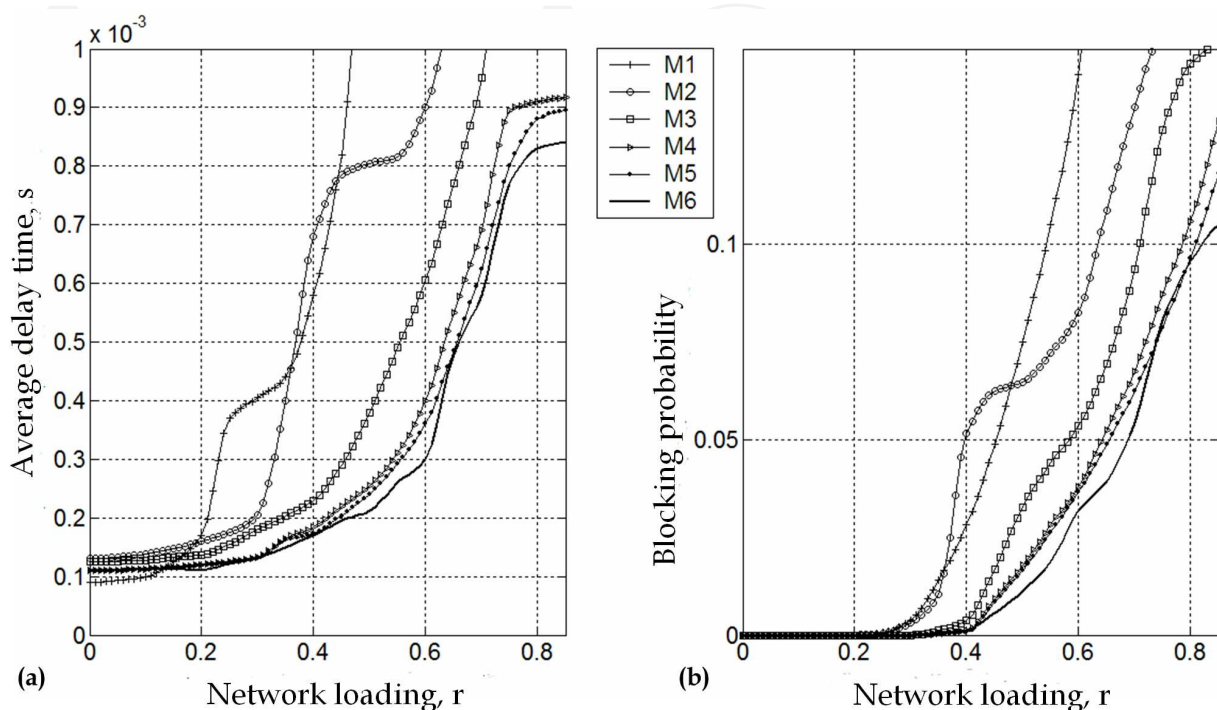 x 10⁻³
1
0.9
0.8
0.7
0.6
0.5
0.4
0.3
0.2
0.1
0
Average delay time, s
0 0.2 0.4 0.6 0.8
(a)
Network loading, r
M1
M2
M3
M4
M5
M6
0.1
0.05
0
Blocking probability
0 0.2 0.4 0.6 0.8
(b)
Network loading, r